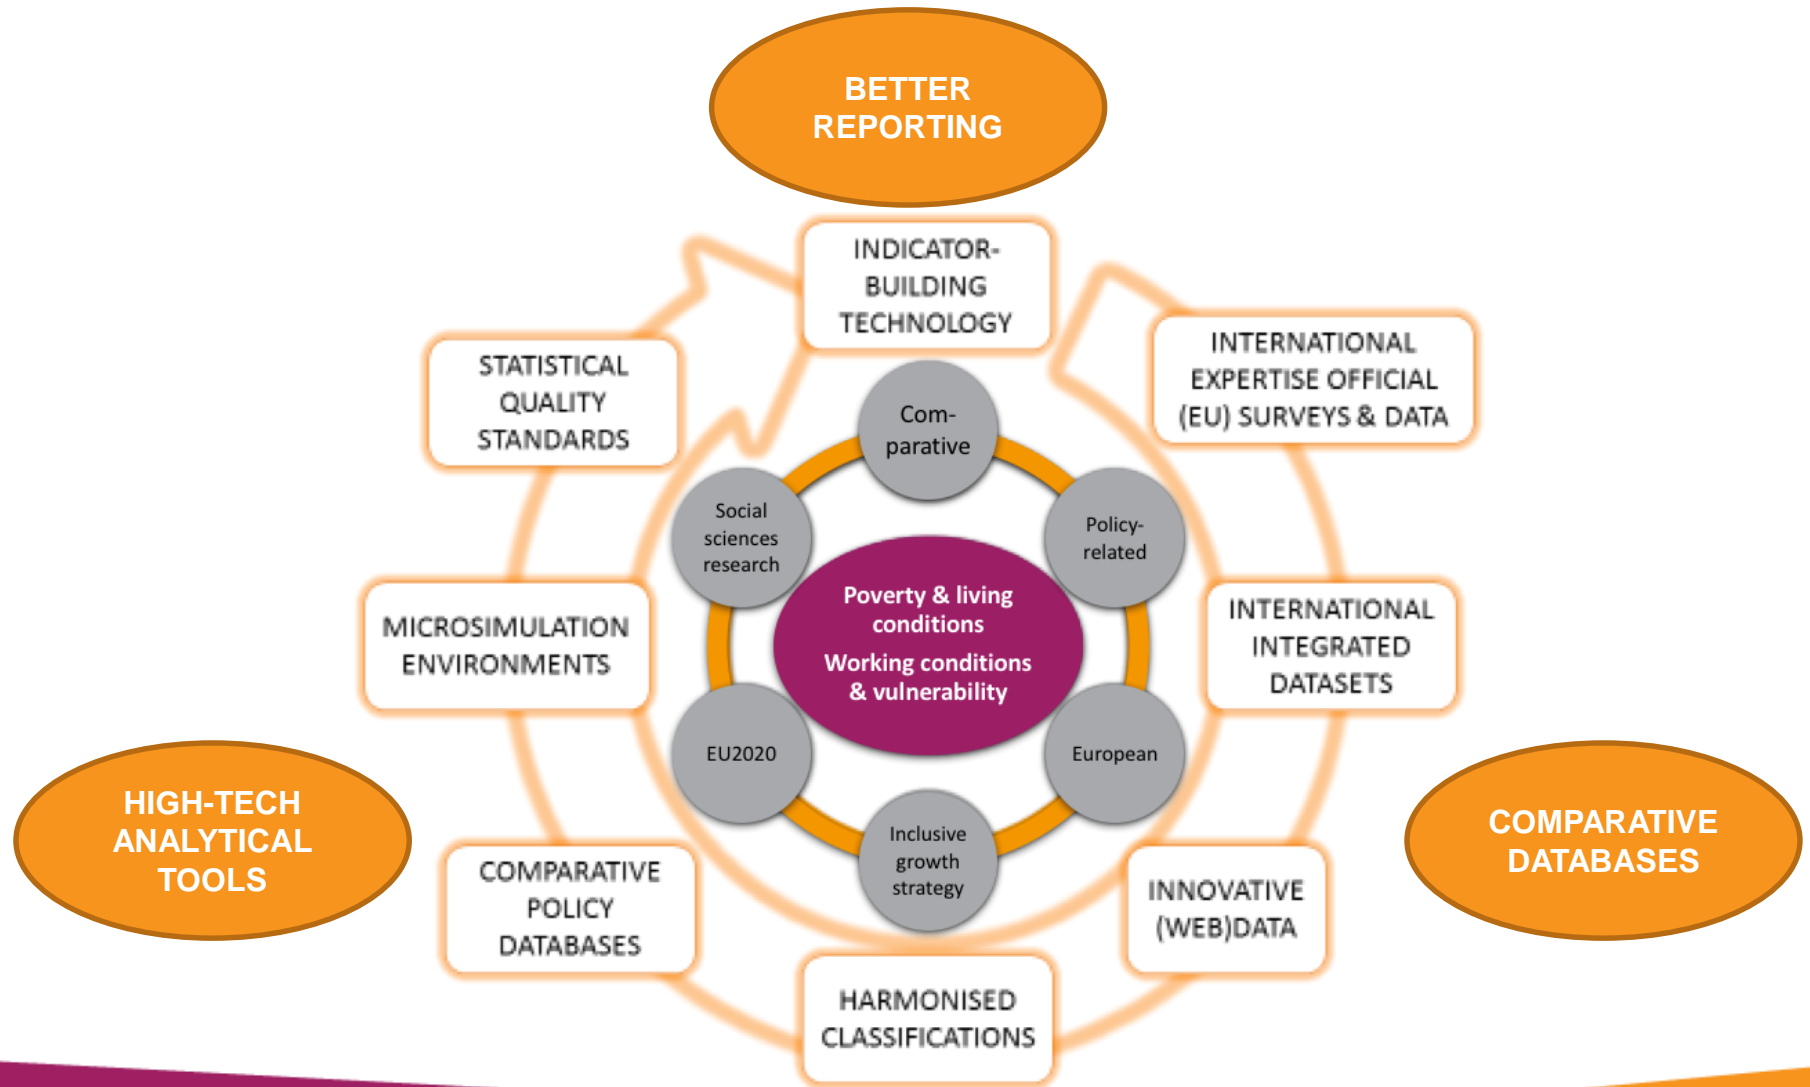 BETTER
REPORTING
INDICATOR-
BUILDING
TECHNOLOGY
INTERNATIONAL
EXPERTISE OFFICIAL
(EU) SURVEYS & DATA
STATISTICAL
QUALITY
STANDARDS
Com-
parative
Social
sciences
research
Policy-
related
Poverty & living
conditions
Working conditions
& vulnerability
MICROSIMULATION
ENVIRONMENTS
INTERNATIONAL
INTEGRATED
DATASETS
EU2020
European
Inclusive
growth
strategy
HIGH-TECH
ANALYTICAL
TOOLS
COMPARATIVE
DATABASES
COMPARATIVE
POLICY
DATABASES
INNOVATIVE
(WEB)DATA
HARMONISED
CLASSIFICATIONS